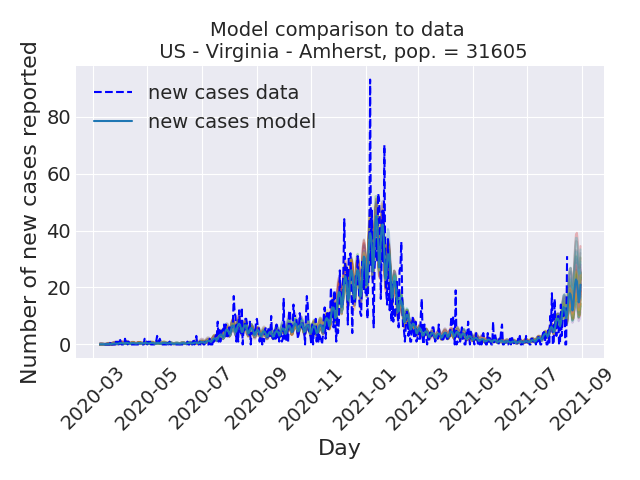 Model comparison to data
US - Virginia - Amherst, pop. = 31605
Number of new cases reported
new cases data
new cases model
80
60
40
20
0
2020-03
2020-05
2020-07
2020-09
2020-11
2021-01
2021-03
2021-05
2021-07
2021-09
Day